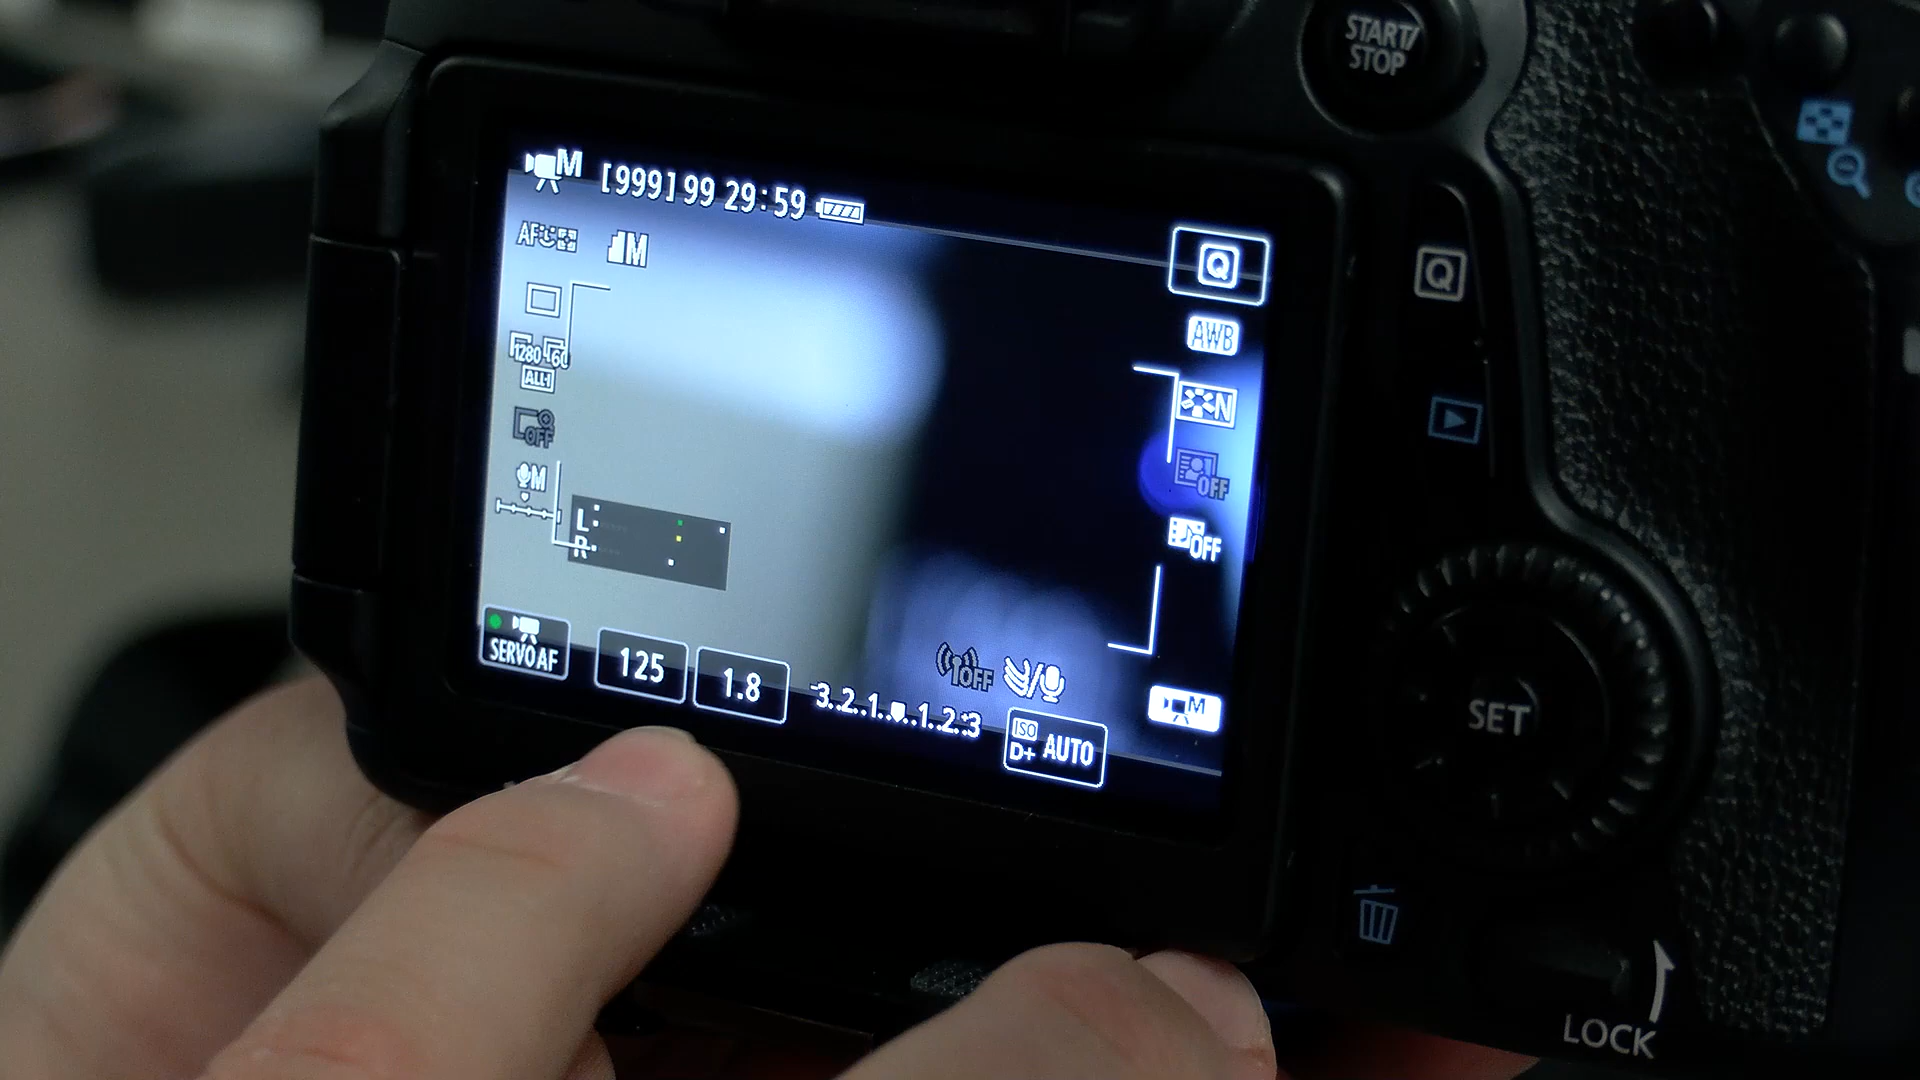 START/
STOP
M
[999] 99 29:59
AF
M
Q
Q
AWB
1280 60
ALL-I
N
OFF
OFF
M
OFF
L
R
SERVO AF
125
1.8
-3..2..1.. ..1..2..+3
OFF
/
M
ISO
D+ AUTO
SET
LOCK